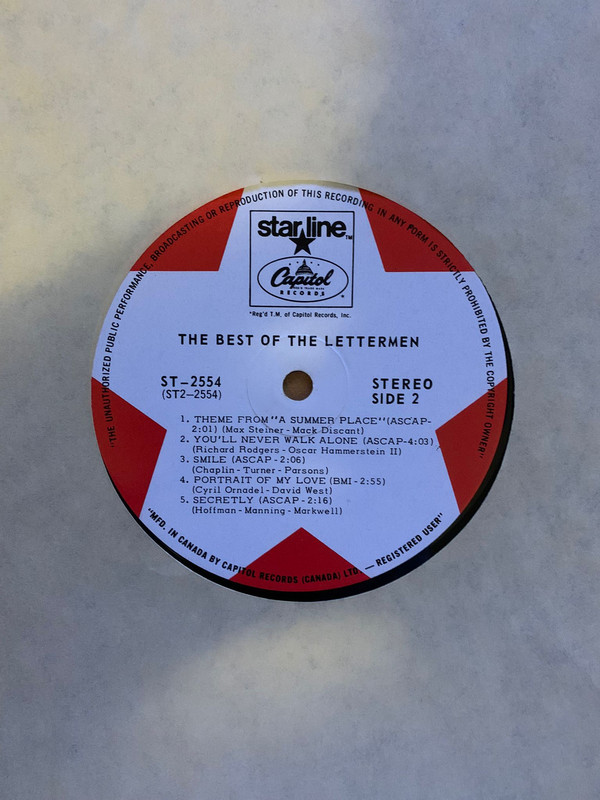 "THE UNAUTHORIZED PUBLIC PERFORMANCE, BROADCASTING OR REPRODUCTION OF THIS RECORDING IN ANY FORM IS STRICTLY PROHIBITED BY THE COPYRIGHT OWNER"
starline TM
Capitol
RECORDS
*Reg'd T.M. of Capitol Records, Inc.
THE BEST OF THE LETTERMEN
ST-2554
(ST2-2554)
STEREO
SIDE 2
1. THEME FROM "A SUMMER PLACE" (ASCAP-
2:01) (Max Steiner - Mack Discant)
2. YOU'LL NEVER WALK ALONE (ASCAP-4:03)
(Richard Rodgers - Oscar Hammerstein II)
3. SMILE (ASCAP - 2:06)
(Chaplin - Turner - Parsons)
4. PORTRAIT OF MY LOVE (BMI - 2:55)
(Cyril Ornadel - David West)
5. SECRETLY (ASCAP - 2:16)
(Hoffman - Manning - Markwell)
"MFD. IN CANADA BY CAPITOL RECORDS (CANADA) LTD. — REGISTERED USER"